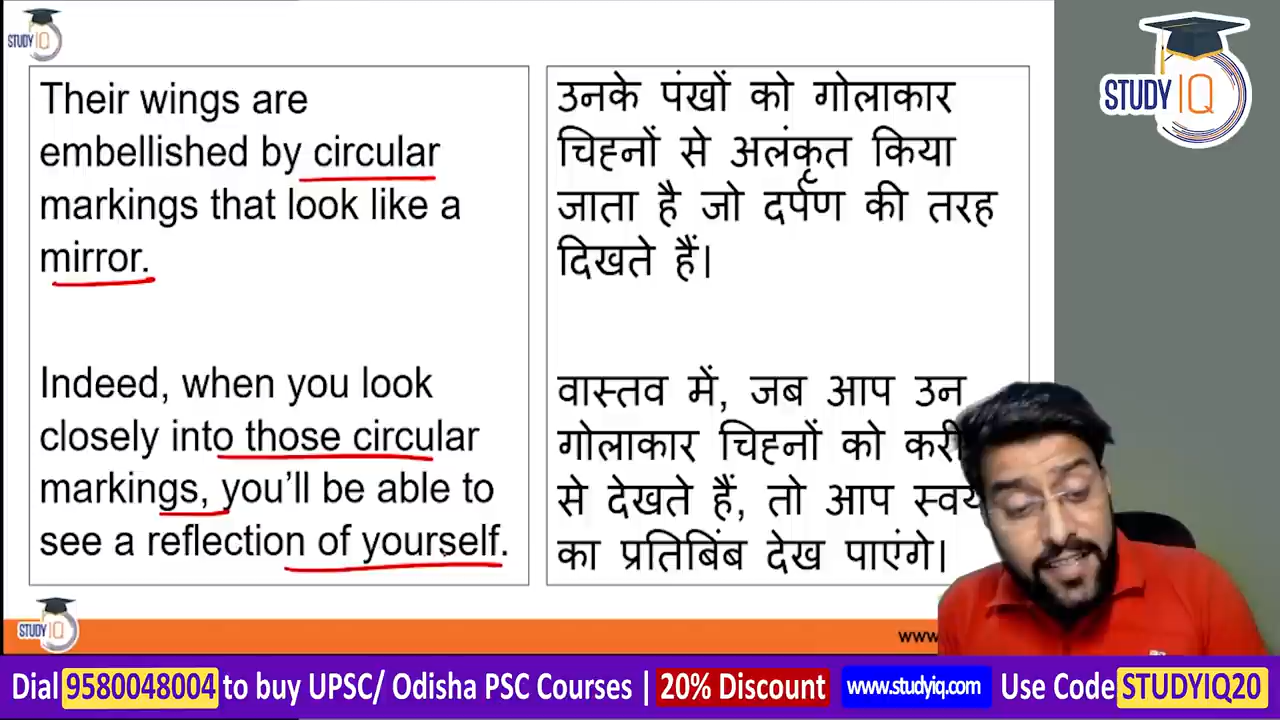 STUDY IQ
STUDY IQ
Their wings are
embellished by circular
markings that look like a
mirror.
Indeed, when you look
closely into those circular
markings, you'll be able to
see a reflection of yourself.
उनके पंखों को गोलाकार
चिह्नों से अलंकृत किया
जाता है जो दर्पण की तरह
दिखते हैं।
वास्तव में, जब आप उन
गोलाकार चिह्नों को
से देखते हैं, तो आप
का प्रतिबिंब देख पाएंगे।
STUDY IQ
www
Dial 9580048004 to buy UPSC/ Odisha PSC Courses | 20% Discount www.studyiq.com Use Code STUDYIQ20